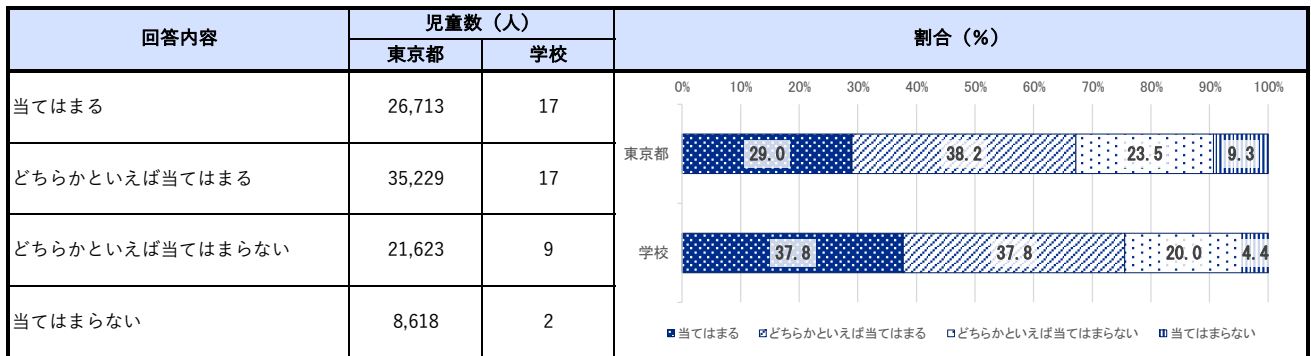 回答内容 児童数（人） 割合（%）
東京都 学校
当てはまる 26,713 17
どちらかといえば当てはまる 35,229 17
どちらかといえば当てはまらない 21,623 9
当てはまらない 8,618 2
0% 10% 20% 30% 40% 50% 60% 70% 80% 90% 100%
東京都 29.0 38.2 23.5 9.3
学校 37.8 37.8 20.0 4.4
当てはまる どちらかといえば当てはまる どちらかといえば当てはまらない 当てはまらない